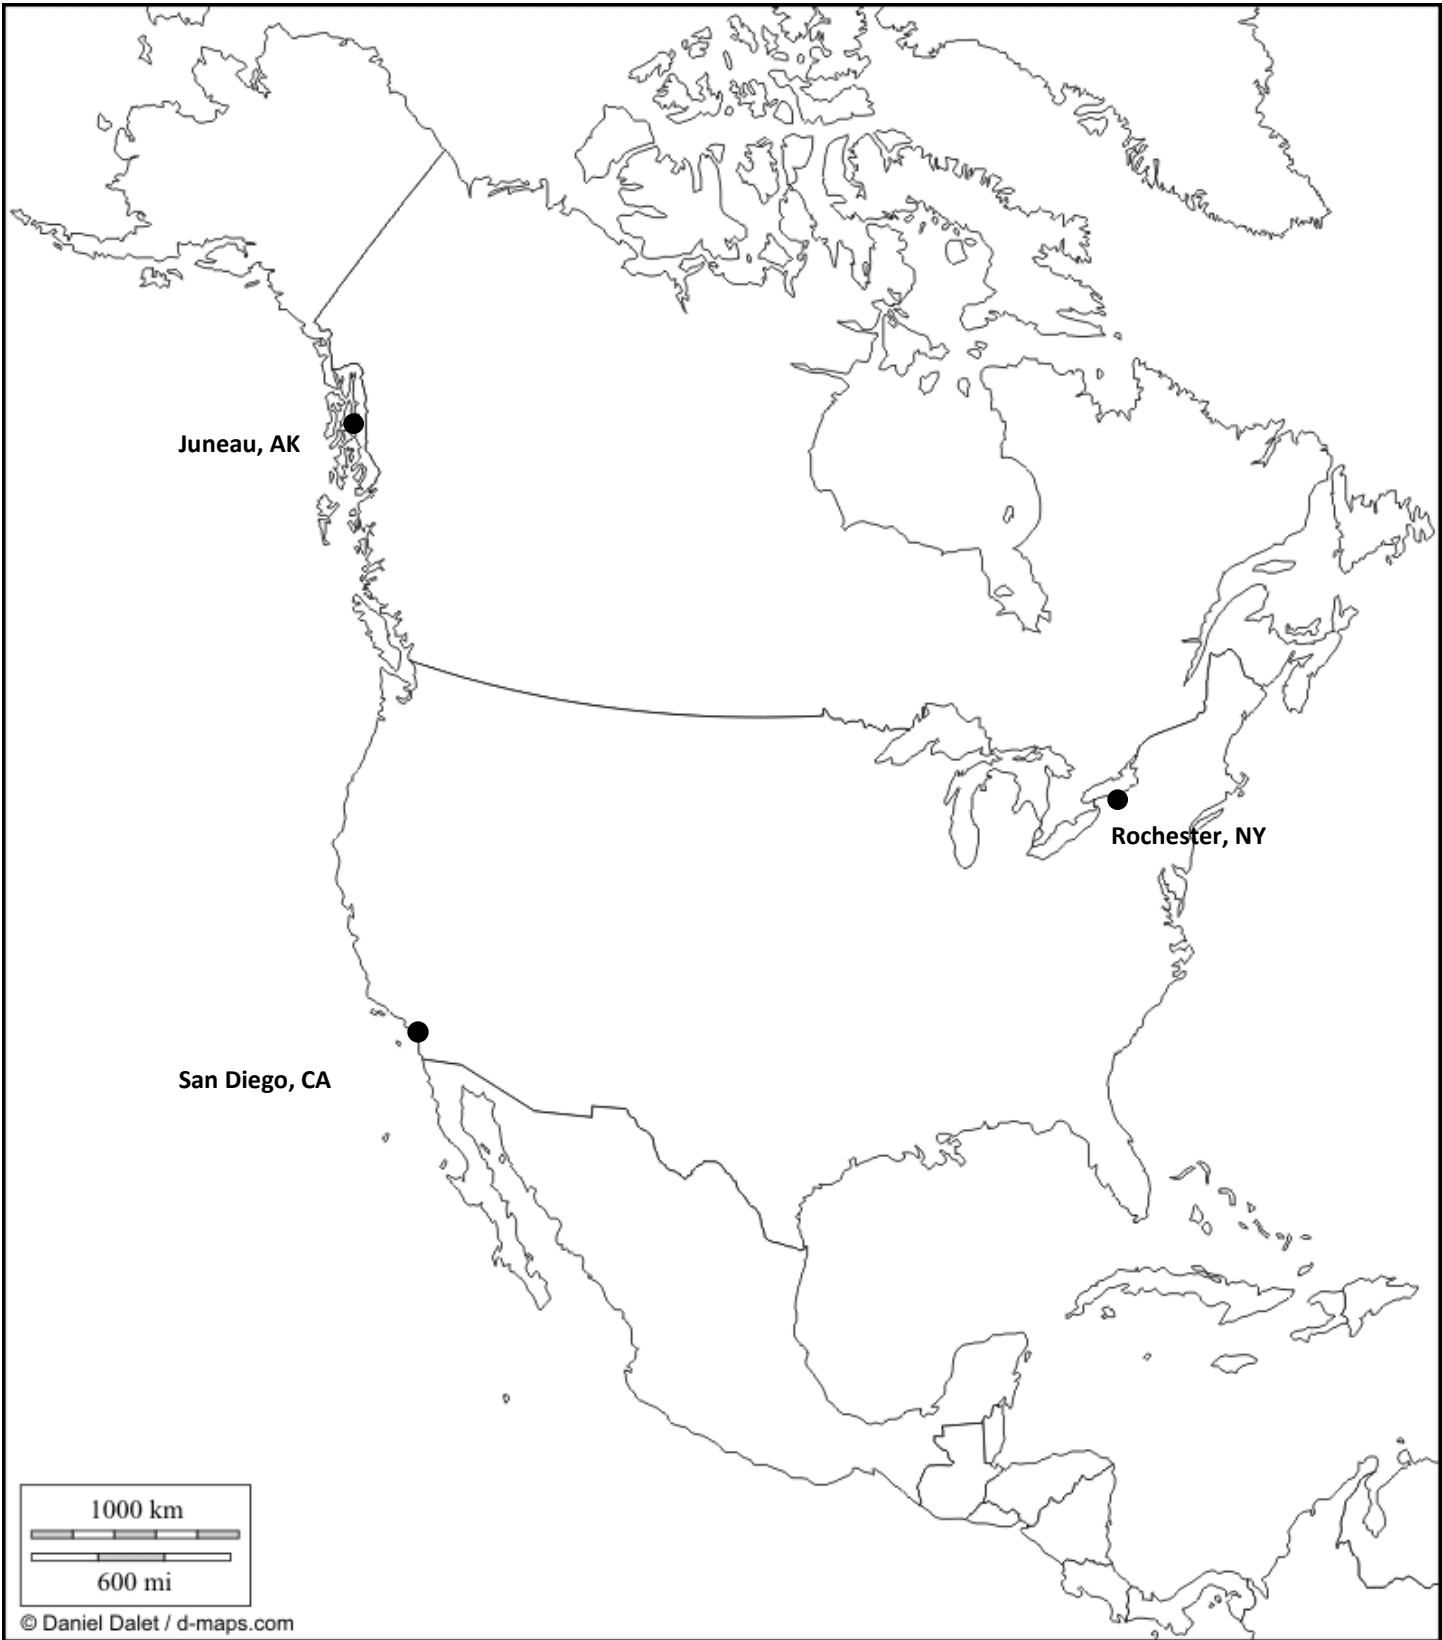 Juneau, AK
Rochester, NY
San Diego, CA
1000 km
600 mi
© Daniel Dalet / d-maps.com